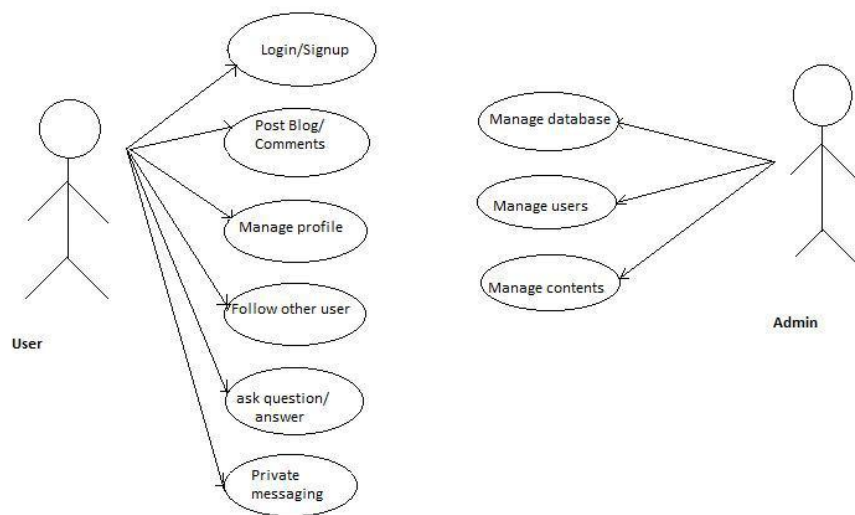 Login/Signup
Post Blog/
Comments
Manage profile
Follow other user
ask question/
answer
Private
messaging
User
Manage database
Manage users
Manage contents
Admin